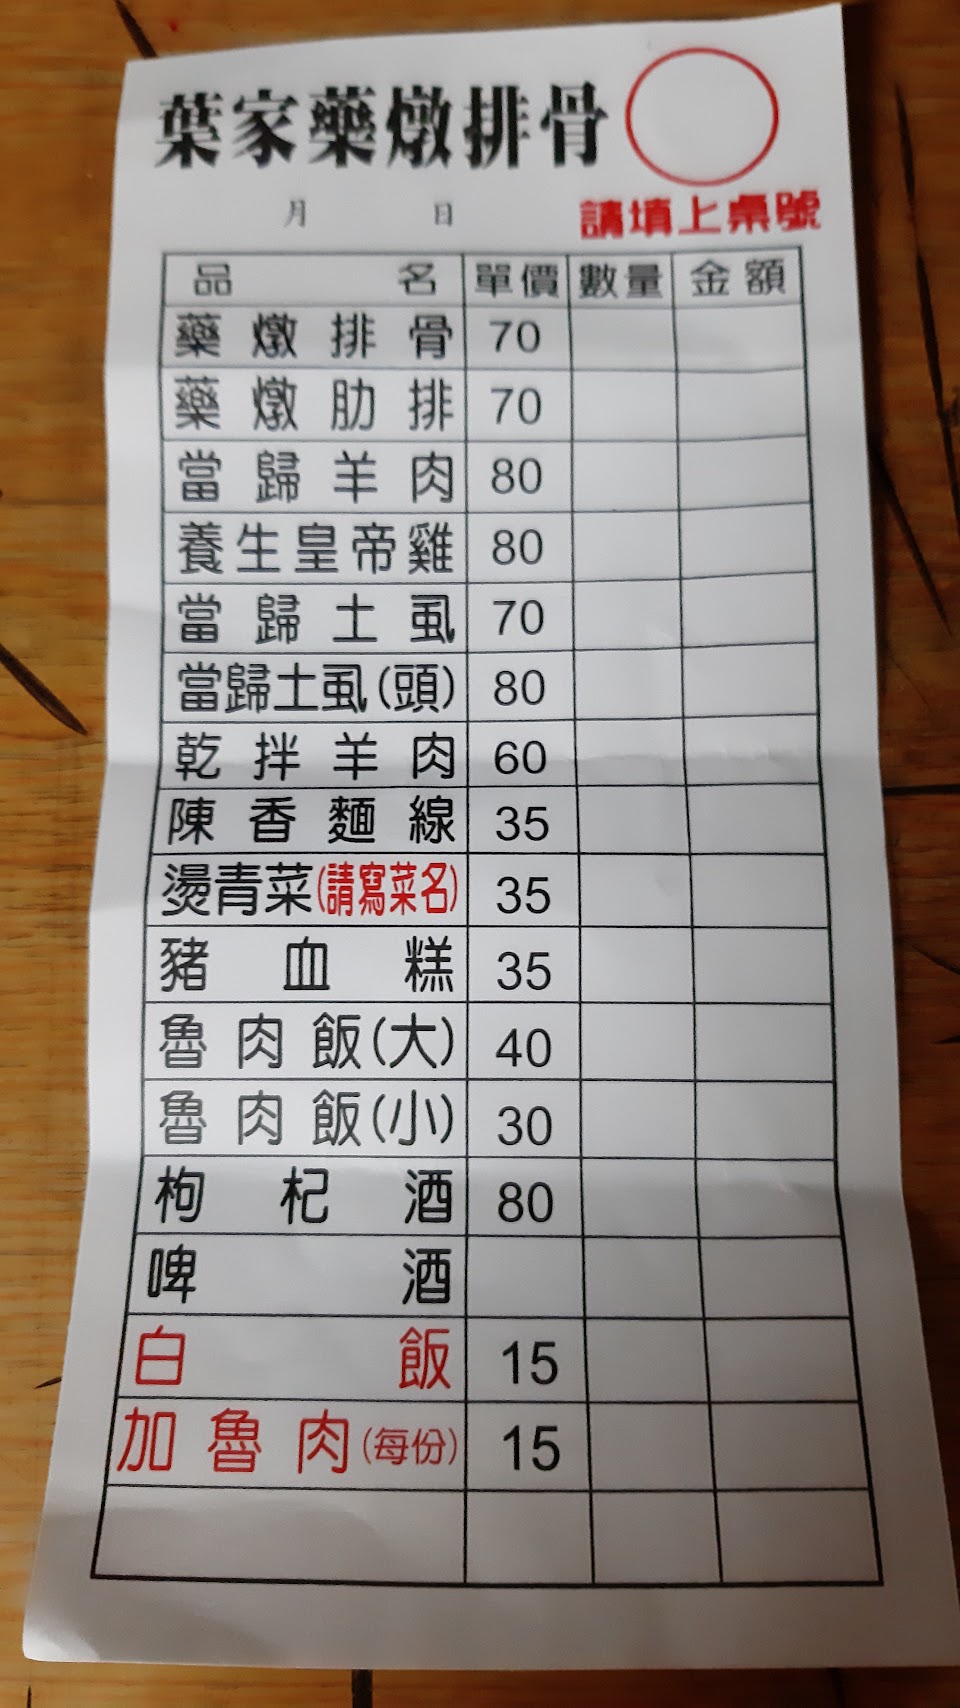 葉家藥燉排骨
月 日
請填上桌號
品名 單價 數量 金額
藥燉排骨 70
藥燉肋排 70
當歸羊肉 80
養生皇帝雞 80
當歸土虱 70
當歸土虱(頭) 80
乾拌羊肉 60
陳香麵線 35
燙青菜(請寫菜名) 35
豬血糕 35
魯肉飯(大) 40
魯肉飯(小) 30
枸杞酒 80
啤酒
白飯 15
加魯肉(每份) 15